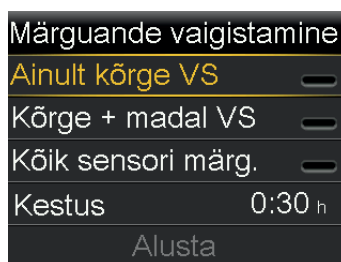 Märguande vaigistamine
Ainult kõrge VS
Kõrge + madal VS
Kõik sensori märg.
Kestus 0:30 h
Alusta